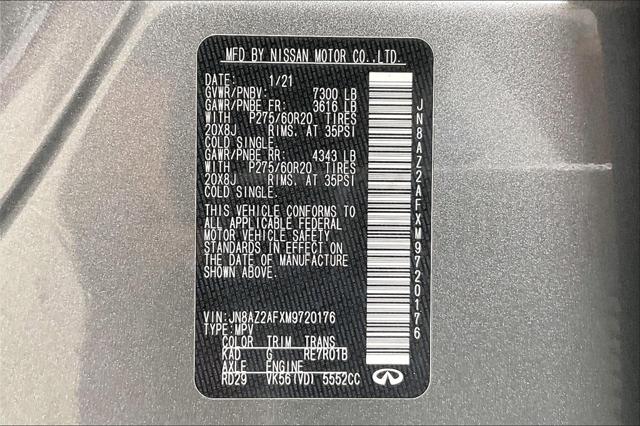 MFD BY NISSAN MOTOR CO.,LTD.
DATE: 1/21
GVWR/PNBV: 7300 LB
GAWR/PNBE FR: 3616 LB
WITH P275/60R20 TIRES
20X8J RIMS. AT 35PSI
COLD SINGLE.
GAWR/PNBE RR: 4343 LB
WITH P275/60R20 TIRES
20X8J RIMS. AT 35PSI
COLD SINGLE.
THIS VEHICLE CONFORMS TO
ALL APPLICABLE FEDERAL
MOTOR VEHICLE SAFETY
STANDARDS IN EFFECT ON
THE DATE OF MANUFACTURE
SHOWN ABOVE.
VIN:JN8AZ2AFXM9720176
TYPE:MPV
COLOR TRIM TRANS
KAD G RE7R01B
AXLE ENGINE
RD29 VK56(VD) 5552CC
JN8AZ2AFXM9720176